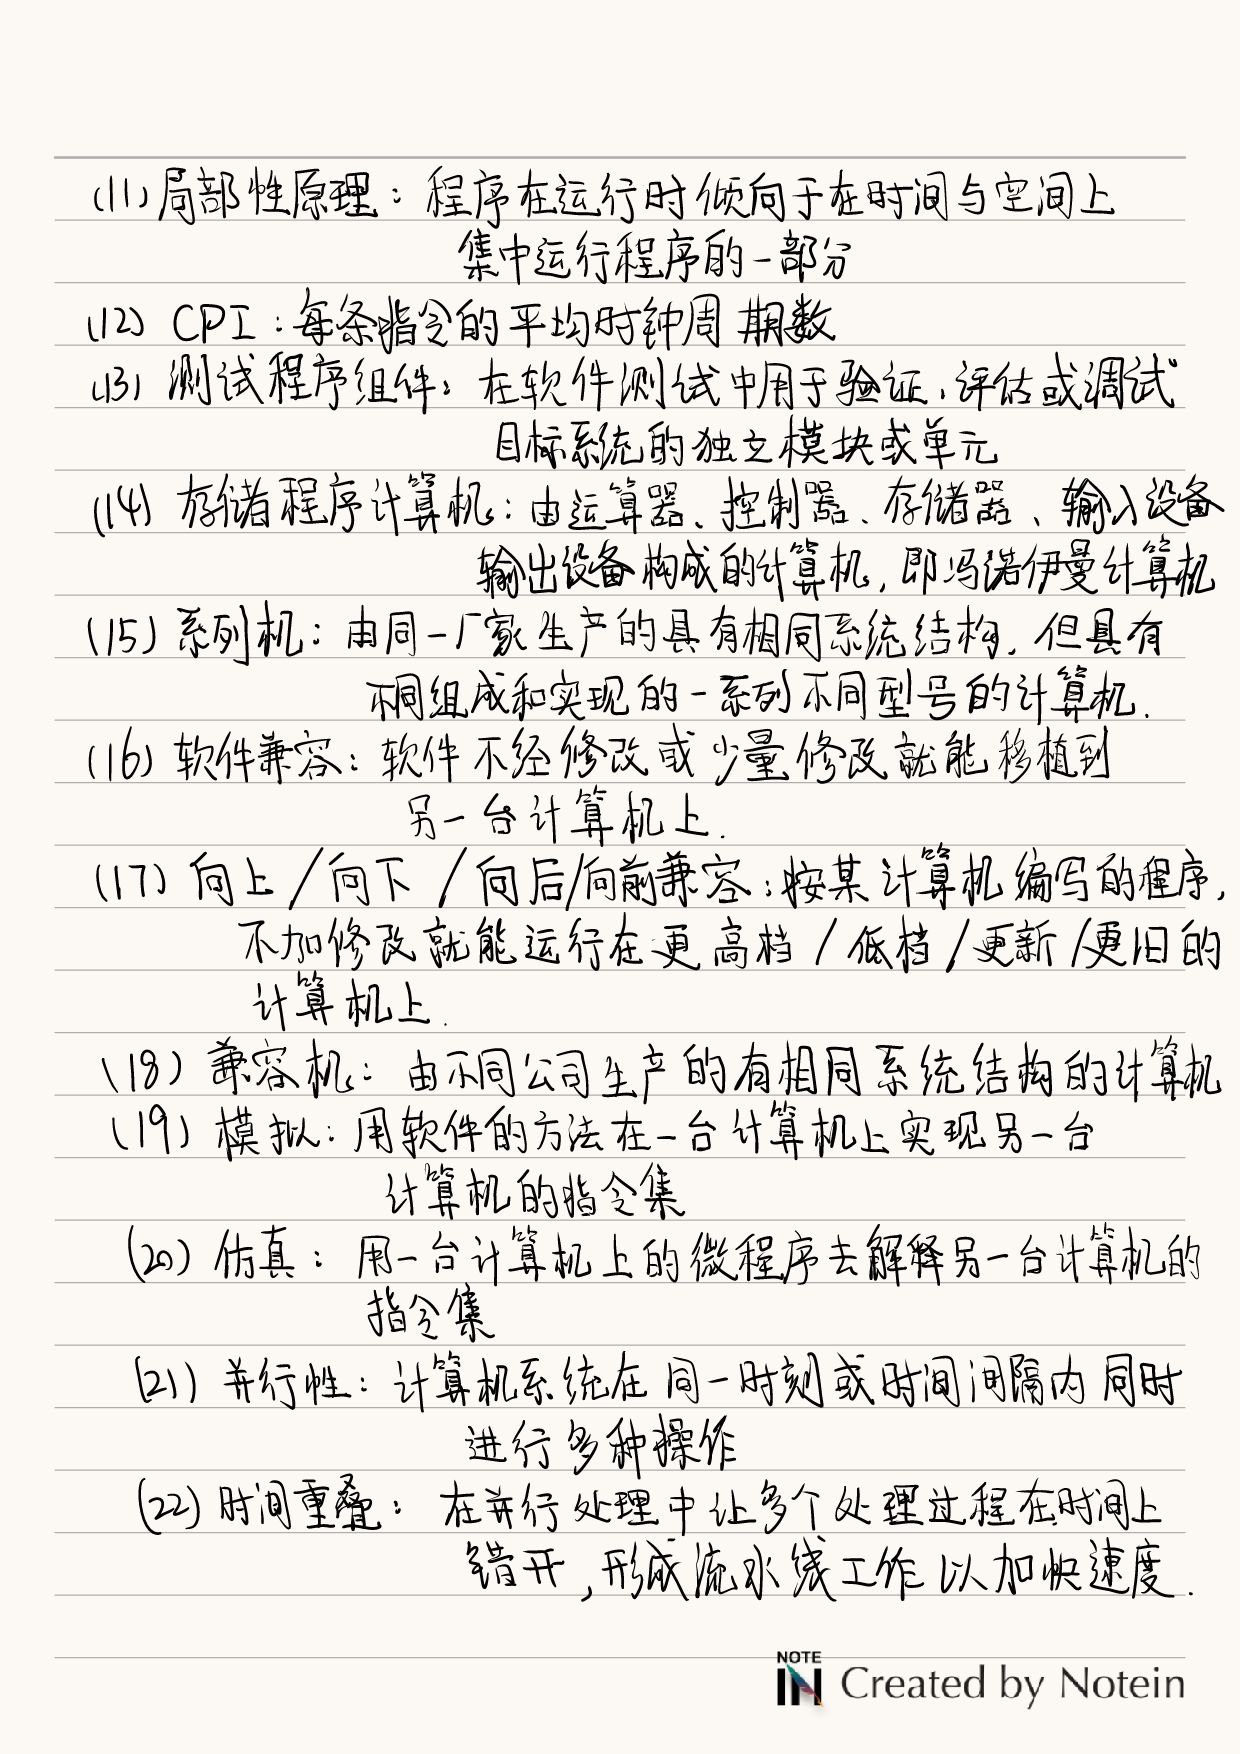 (11) 局部性原理：程序在运行时倾向于在时间与空间上
集中运行程序的一部分
(12) CPI：每条指令的平均时钟周期数
(13) 测试程序组件：在软件测试中用于验证，评估或调试
目标系统的独立模块或单元
(14) 存储程序计算机：由运算器、控制器、存储器、输入设备
输出设备构成的计算机，即冯诺伊曼计算机
(15) 系列机：由同一厂家生产的具有相同系统结构，但具有
不同组成和实现的一系列不同型号的计算机.
(16) 软件兼容：软件不经修改或少量修改就能移植到
另一台计算机上.
(17) 向上/向下/向后/向前兼容：按某计算机编写的程序，
不加修改就能运行在更高档/低档/更新/更旧的
计算机上.
(18) 兼容机：由不同公司生产的有相同系统结构的计算机
(19) 模拟：用软件的方法在一台计算机上实现另一台
计算机的指令集
(20) 仿真：用一台计算机上的微程序去解释另一台计算机的
指令集
(21) 并行性：计算机系统在同一时刻或时间间隔内同时
进行多种操作
(22) 时间重叠：在并行处理中让多个处理过程在时间上
错开，形成流水线工作以加快速度.
NOTE
IN Created by Notein